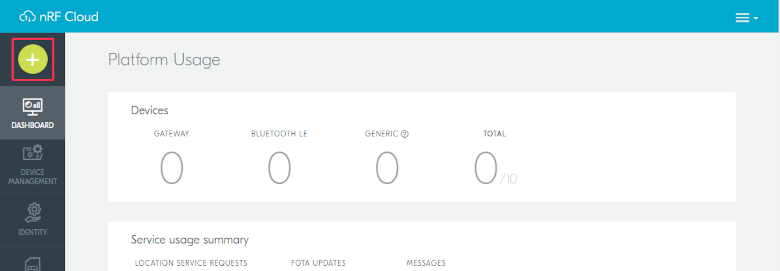 nRF Cloud
Platform Usage
Devices
GATEWAY BLUETOOTH LE GENERIC ? TOTAL
0 0 0 0 /10
DASHBOARD
DEVICE
MANAGEMENT
IDENTITY
Service usage summary
LOCATION SERVICE REQUESTS FOTA UPDATES MESSAGES